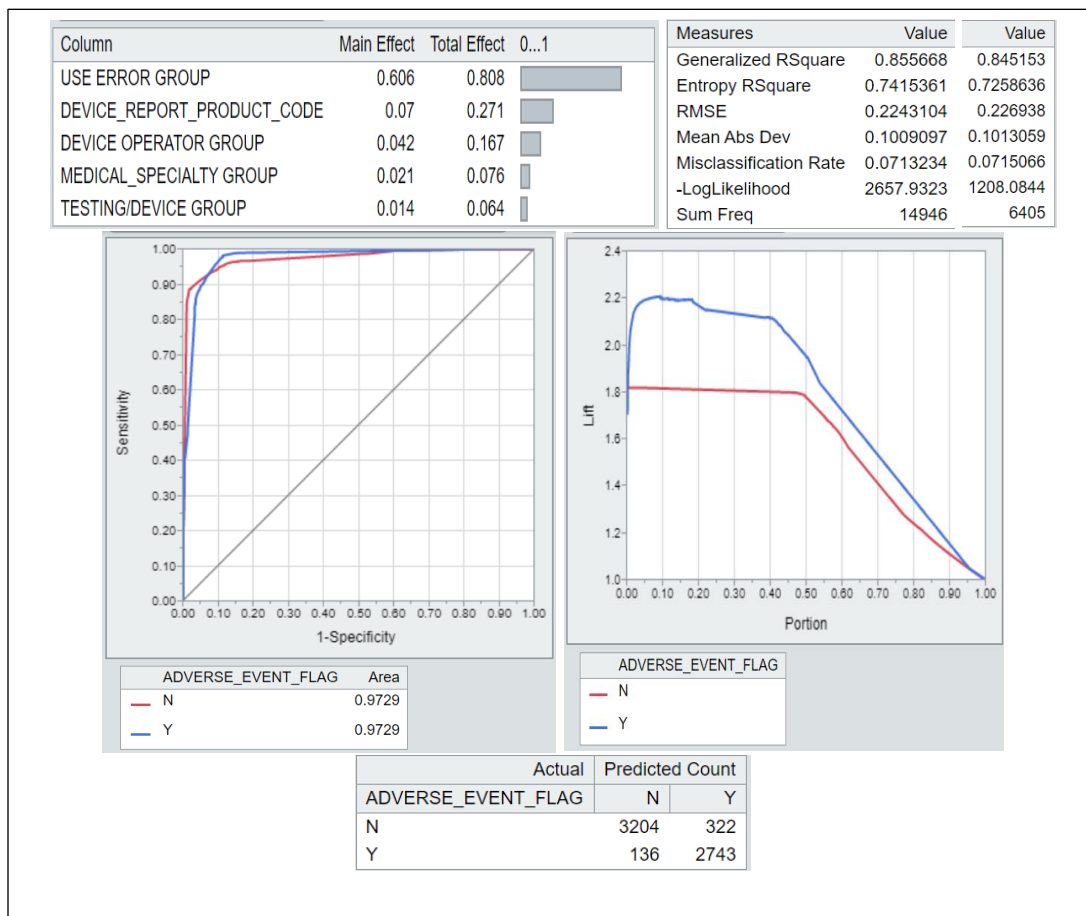 Column Main Effect Total Effect 0...1
USE ERROR GROUP 0.606 0.808
DEVICE_REPORT_PRODUCT_CODE 0.07 0.271
DEVICE OPERATOR GROUP 0.042 0.167
MEDICAL_SPECIALTY GROUP 0.021 0.076
TESTING/DEVICE GROUP 0.014 0.064
Measures Value Value
Generalized RSquare 0.855668 0.845153
Entropy RSquare 0.7415361 0.7258636
RMSE 0.2243104 0.226938
Mean Abs Dev 0.1009097 0.1013059
Misclassification Rate 0.0713234 0.0715066
-LogLikelihood 2657.9323 1208.0844
Sum Freq 14946 6405
1.00
0.90
0.80
0.70
0.60
0.50
0.40
0.30
0.20
0.10
0.00
Sensitivity
0.00 0.10 0.20 0.30 0.40 0.50 0.60 0.70 0.80 0.90 1.00
1-Specificity
ADVERSE_EVENT_FLAG Area
N 0.9729
Y 0.9729
2.4
2.2
2.0
1.8
1.6
1.4
1.2
1.0
Lift
0.00 0.10 0.20 0.30 0.40 0.50 0.60 0.70 0.80 0.90 1.00
Portion
ADVERSE_EVENT_FLAG
N
Y
Actual Predicted Count
ADVERSE_EVENT_FLAG N Y
N 3204 322
Y 136 2743